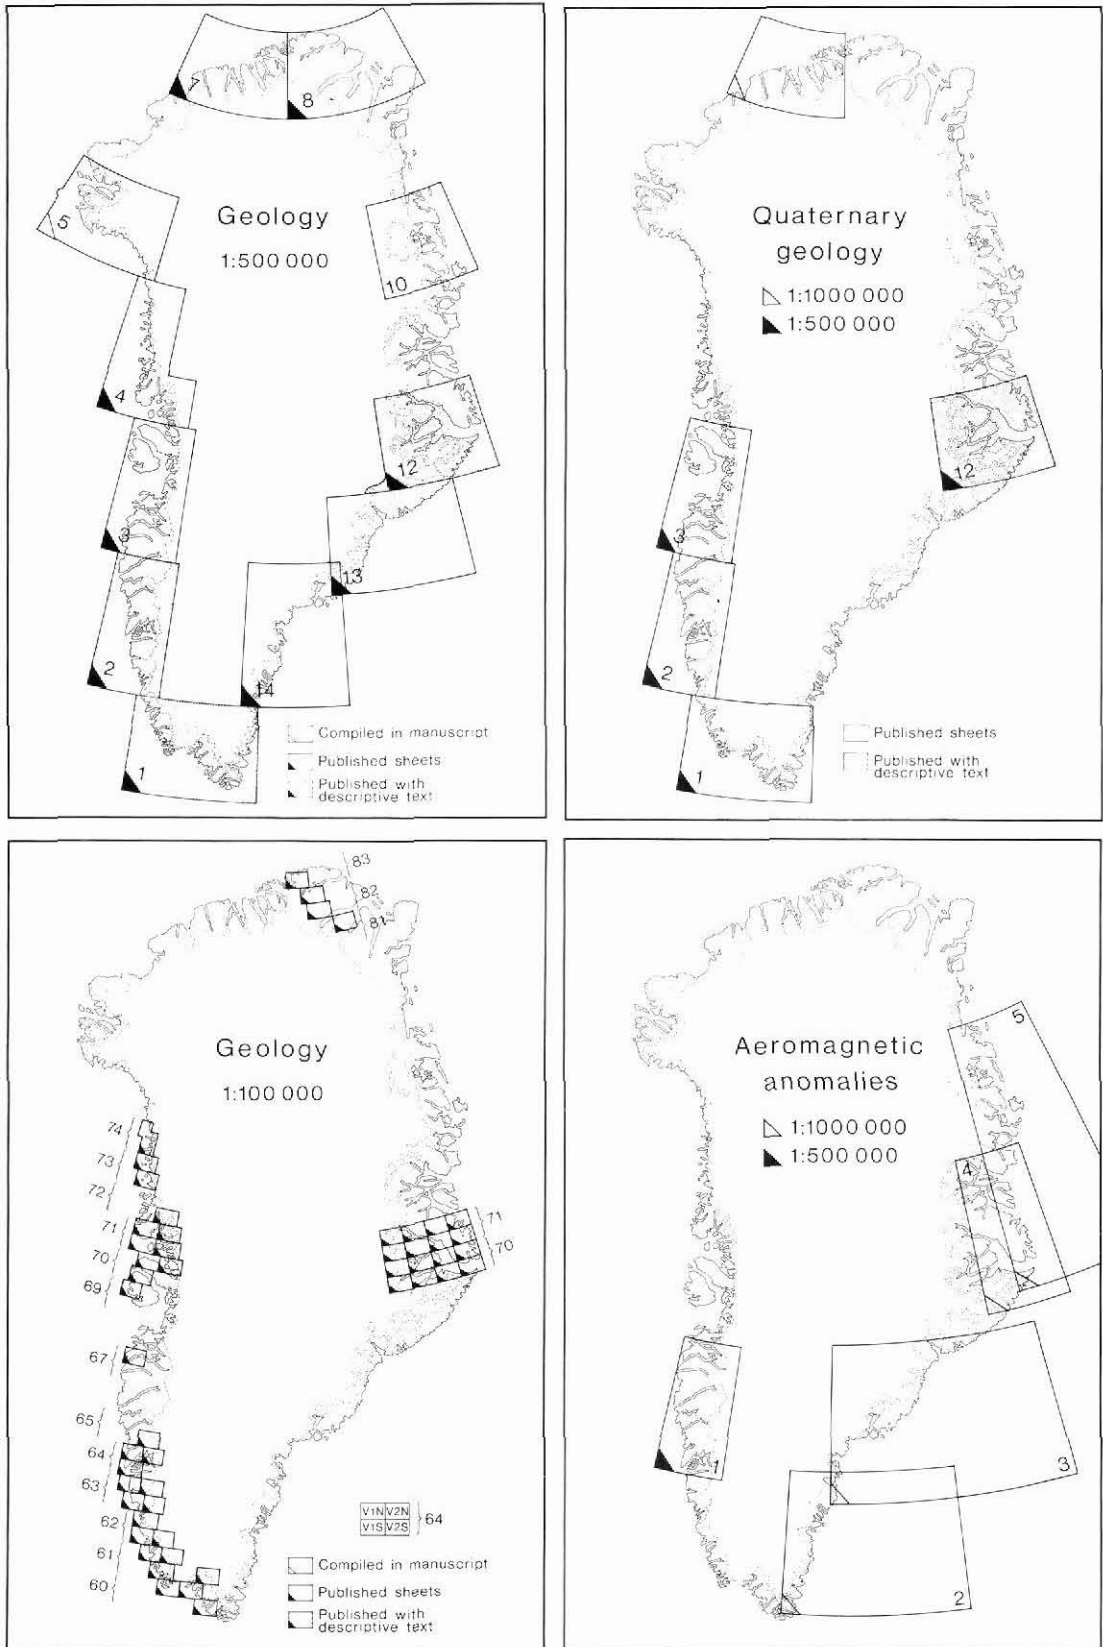 7
8
5
Geology
1:500 000
10
4
12
3
13
2
14
1
Compiled in manuscript
Published sheets
Published with
descriptive text
Quaternary
geology
1:1000 000
1:500 000
12
3
2
1
Published sheets
Published with
descriptive text
83
82
81
Geology
1:100 000
74
73
72
71
70
69
71
70
67
65
64
63
62
61
60
V1N V2N
V1S V2S
64
Compiled in manuscript
Published sheets
Published with
descriptive text
5
Aeromagnetic
anomalies
1:1000 000
1:500 000
4
1
3
2